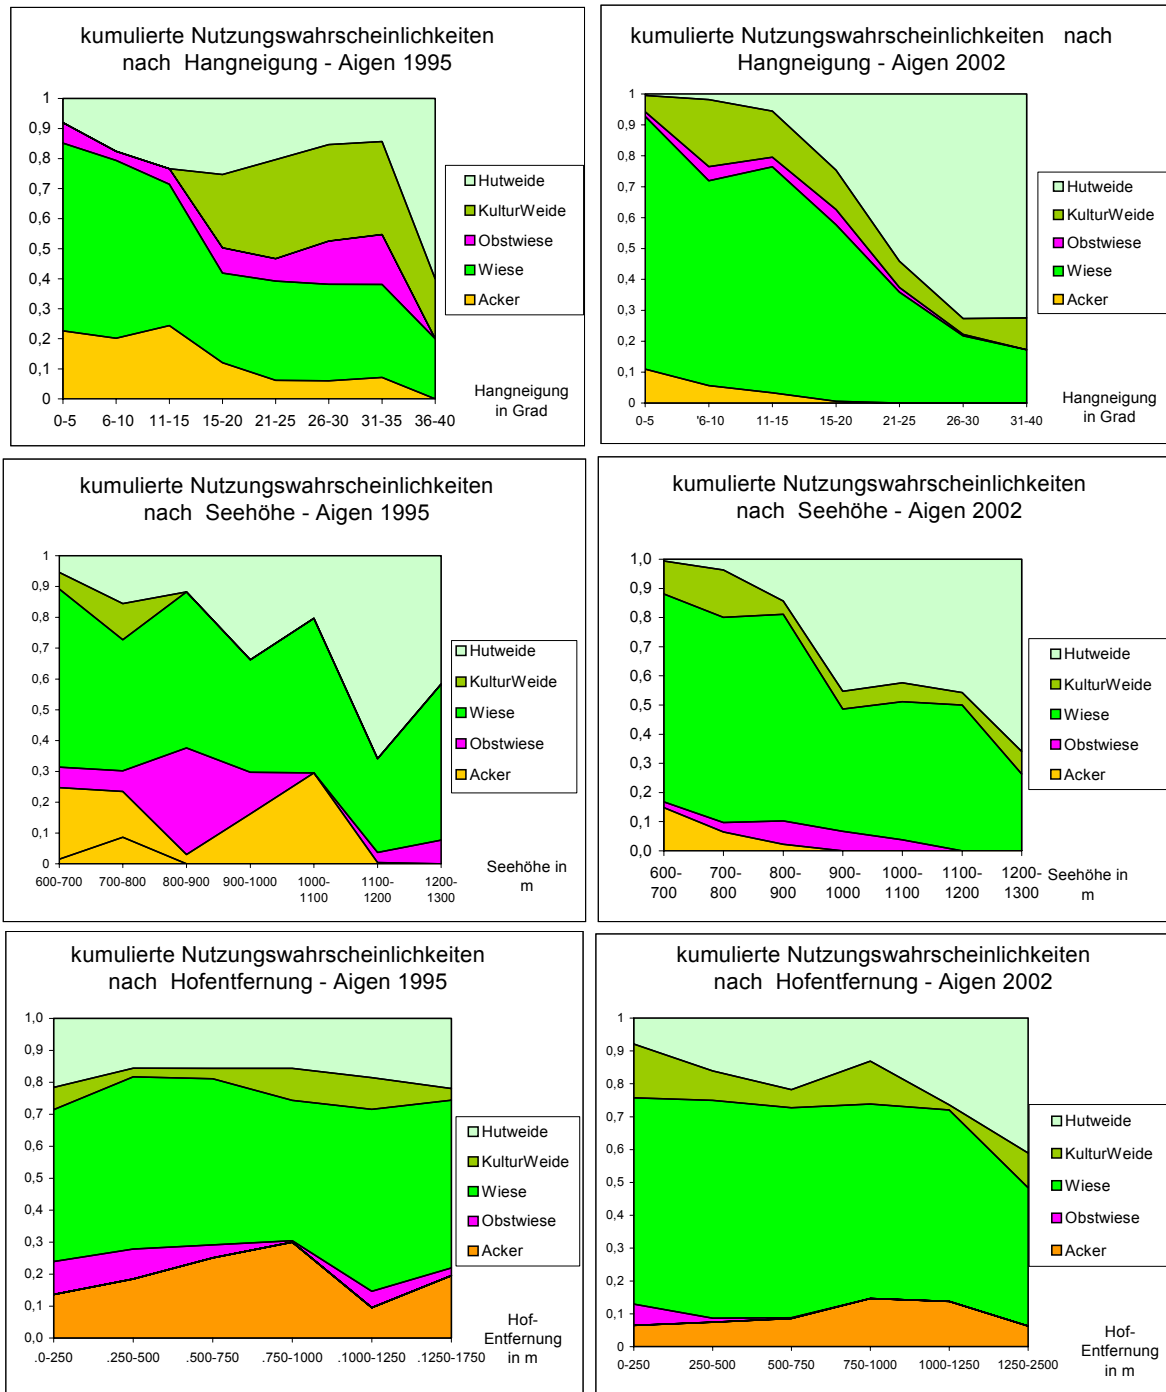 kumulierte Nutzungswahrscheinlichkeiten
nach Hangneigung - Aigen 1995
1
0,9
0,8
0,7
0,6
0,5
0,4
0,3
0,2
0,1
0
0-5 6-10 11-15 15-20 21-25 26-30 31-35 36-40
Hutweide
KulturWeide
Obstwiese
Wiese
Acker
Hangneigung
in Grad
kumulierte Nutzungswahrscheinlichkeiten nach
Hangneigung - Aigen 2002
1
0,9
0,8
0,7
0,6
0,5
0,4
0,3
0,2
0,1
0
0-5 6-10 11-15 15-20 21-25 26-30 31-40
Hutweide
KulturWeide
Obstwiese
Wiese
Acker
Hangneigung
in Grad
kumulierte Nutzungswahrscheinlichkeiten
nach Seehöhe - Aigen 1995
1
0,9
0,8
0,7
0,6
0,5
0,4
0,3
0,2
0,1
0
600-700 700-800 800-900 900-1000 1000- 1100- 1200-
1100 1200 1300
Hutweide
KulturWeide
Wiese
Obstwiese
Acker
Seehöhe in
m
kumulierte Nutzungswahrscheinlichkeiten
nach Seehöhe - Aigen 2002
1,0
0,9
0,8
0,7
0,6
0,5
0,4
0,3
0,2
0,1
0,0
600- 700- 800- 900- 1000- 1100- 1200-
700 800 900 1000 1100 1200 1300
Hutweide
KulturWeide
Wiese
Obstwiese
Acker
Seehöhe in
m
kumulierte Nutzungswahrscheinlichkeiten
nach Hofentfernung - Aigen 1995
1,0
0,9
0,8
0,7
0,6
0,5
0,4
0,3
0,2
0,1
0,0
.0-250 .250-500 .500-750 .750-1000 .1000-1250 .1250-1750
Hutweide
KulturWeide
Wiese
Obstwiese
Acker
Hof-
Entfernung
in m
kumulierte Nutzungswahrscheinlichkeiten
nach Hofentfernung - Aigen 2002
1
0,9
0,8
0,7
0,6
0,5
0,4
0,3
0,2
0,1
0
0-250 250-500 500-750 750-1000 1000-1250 1250-2500
Hutweide
KulturWeide
Wiese
Obstwiese
Acker
Hof-
Entfernung
in m